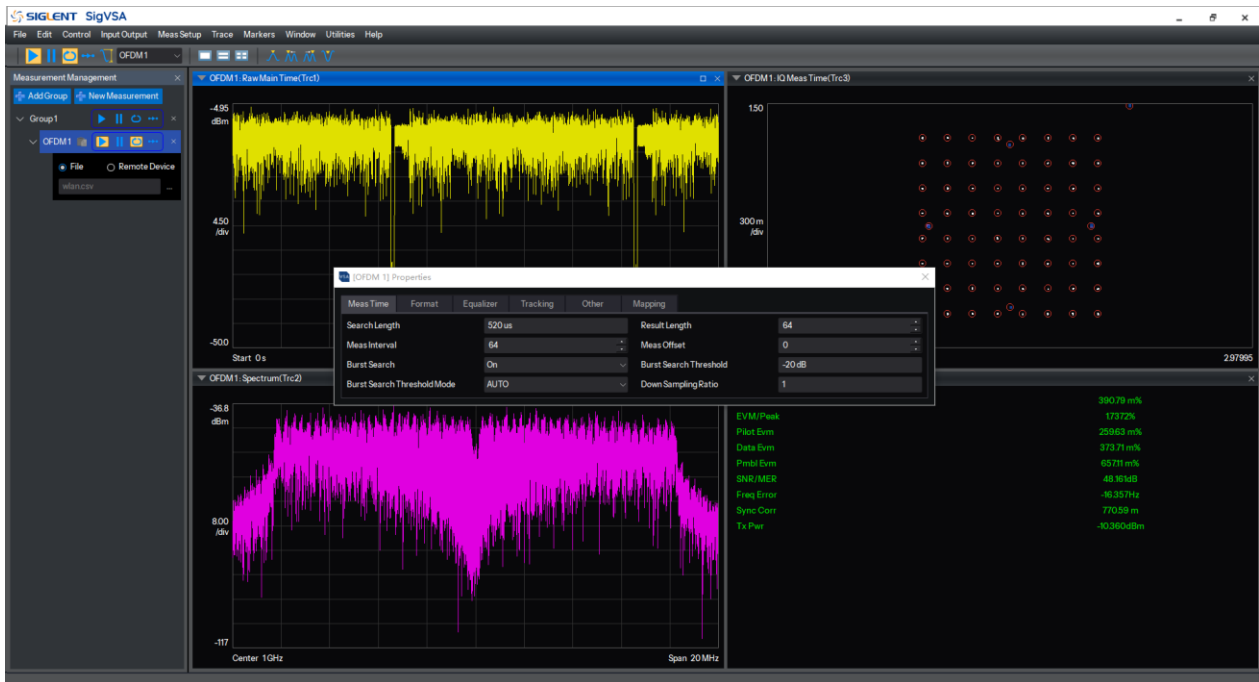 SIGLENT SigVSA
File Edit Control Input Output Meas Setup Trace Markers Window Utilities Help
OFDM 1
Measurement Management
Add Group New Measurement
Group 1
OFDM 1
File Remote Device
wlan.csv ...
OFDM 1: Raw Main Time(Trc1)
-4.95
dBm
4.50
/div
-50.0
Start 0 s
OFDM 1: IQ Meas Time(Trc3)
1.50
300 m
/div
2.97995
[OFDM 1] Properties
Meas Time Format Equalizer Tracking Other Mapping
Search Length 520 us Result Length 64
Meas Interval 64 Meas Offset 0
Burst Search On Burst Search Threshold -20 dB
Burst Search Threshold Mode AUTO Down Sampling Ratio 1
OFDM 1: Spectrum(Trc2)
-36.8
dBm
8.00
/div
-117
Center 1 GHz Span 20 MHz
390.79 m%
EVM/Peak 1.7372%
Pilot Evm 259.63 m%
Data Evm 373.71 m%
Pmbl Evm 657.11 m%
SNR/MER 48.161dB
Freq Error -16.357Hz
Sync Corr 770.59 m
Tx Pwr -10.360dBm